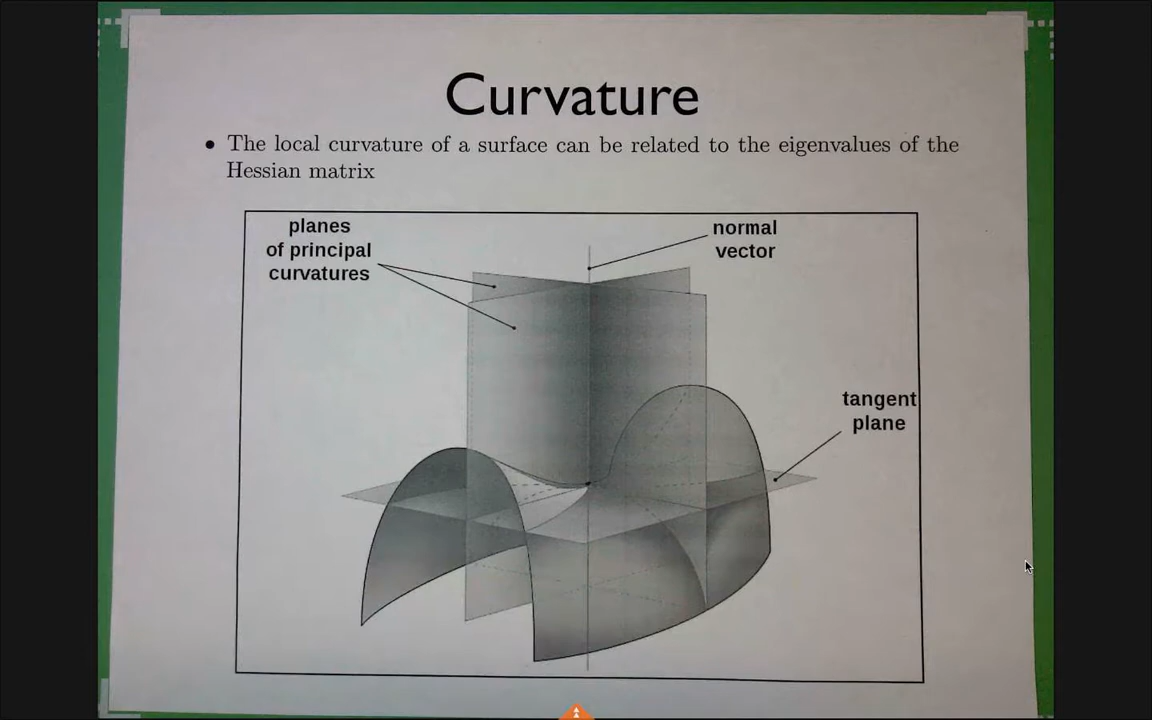 Curvature
• The local curvature of a surface can be related to the eigenvalues of the
Hessian matrix
planes
of principal
curvatures
normal
vector
tangent
plane